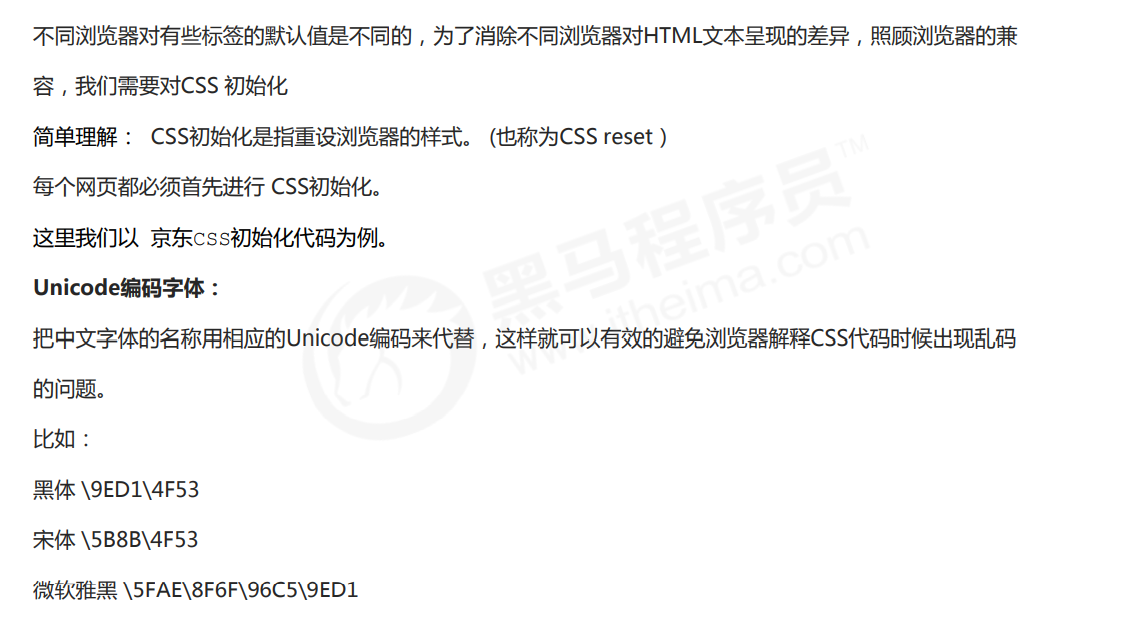 不同浏览器对有些标签的默认值是不同的，为了消除不同浏览器对HTML文本呈现的差异，照顾浏览器的兼
容，我们需要对CSS 初始化
简单理解： CSS初始化是指重设浏览器的样式。 (也称为CSS reset ）
每个网页都必须首先进行 CSS初始化。
这里我们以 京东css初始化代码为例。
Unicode编码字体：
把中文字体的名称用相应的Unicode编码来代替，这样就可以有效的避免浏览器解释CSS代码时候出现乱码
的问题。
比如：
黑体 \9ED1\4F53
宋体 \5B8B\4F53
微软雅黑 \5FAE\8F6F\96C5\9ED1
黑马程序员™
www.itheima.com